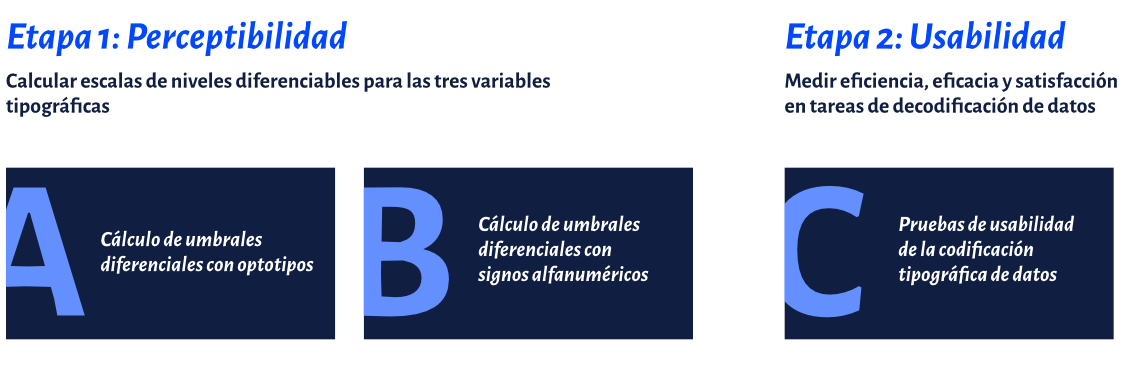 Etapa 1: Perceptibilidad
Calcular escalas de niveles diferenciables para las tres variables
tipográficas
A
Cálculo de umbrales
diferenciales con optotipos
B
Cálculo de umbrales
diferenciales con
signos alfanuméricos
Etapa 2: Usabilidad
Medir eficiencia, eficacia y satisfacción
en tareas de decodificación de datos
C
Pruebas de usabilidad
de la codificación
tipográfica de datos